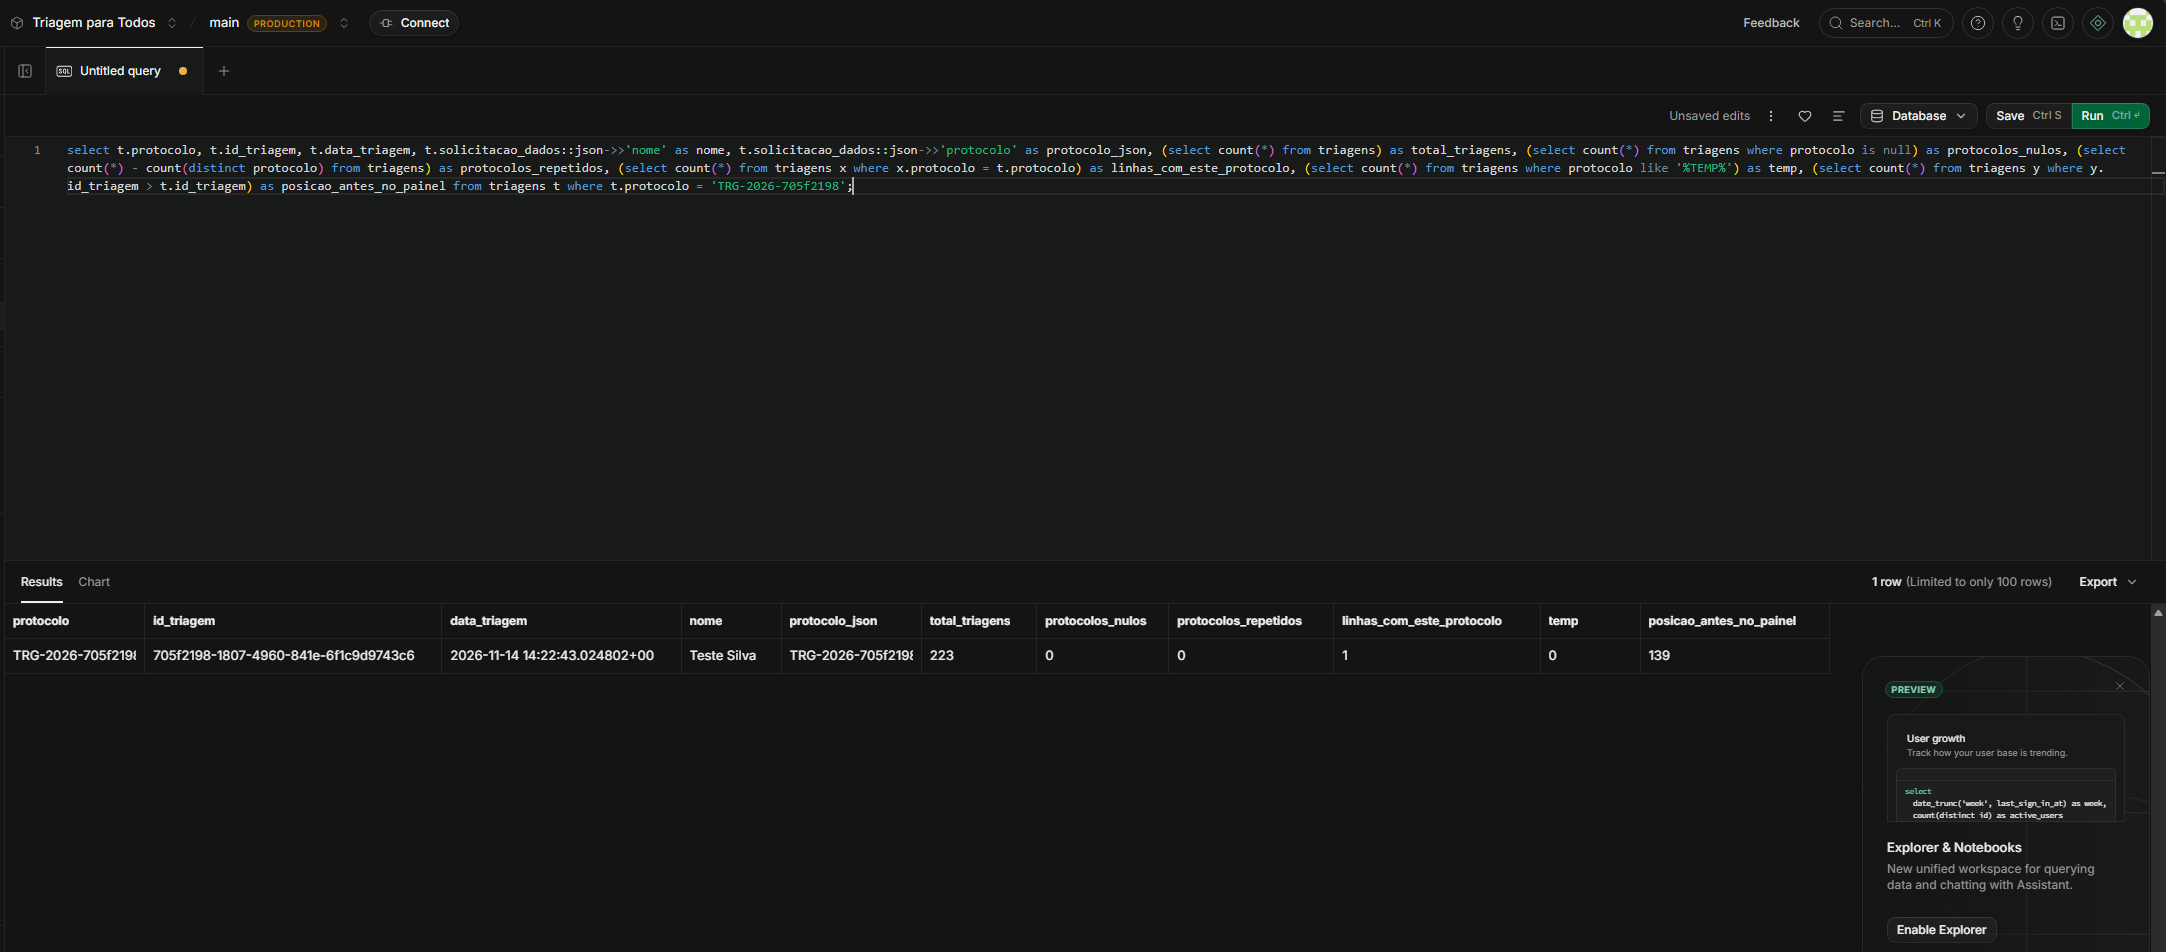 Triagem para Todos / main PRODUCTION Connect Feedback Search... Ctrl K
SQL Untitled query +
Unsaved edits Database Save Ctrl S Run Ctrl ↵
1 select t.protocolo, t.id_triagem, t.data_triagem, t.solicitacao_dados::json->>'nome' as nome, t.solicitacao_dados::json->>'protocolo' as protocolo_json, (select count(*) from triagens) as total_triagens, (select count(*) from triagens where protocolo is null) as protocolos_nulos, (select
count(*) - count(distinct protocolo) from triagens) as protocolos_repetidos, (select count(*) from triagens x where x.protocolo = t.protocolo) as linhas_com_este_protocolo, (select count(*) from triagens where protocolo like '%TEMP%') as temp, (select count(*) from triagens y where y.
id_triagem > t.id_triagem) as posicao_antes_no_painel from triagens t where t.protocolo = 'TRG-2026-705f2198';
Results Chart 1 row (Limited to only 100 rows) Export
protocolo id_triagem data_triagem nome protocolo_json total_triagens protocolos_nulos protocolos_repetidos linhas_com_este_protocolo temp posicao_antes_no_painel
TRG-2026-705f2198 705f2198-1807-4960-841e-6f1c9d9743c6 2026-11-14 14:22:43.024802+00 Teste Silva TRG-2026-705f2198 223 0 0 1 0 139
PREVIEW
User growth
Track how your user base is trending.
select
date_trunc('week', last_sign_in_at) as week,
count(distinct id) as active_users
Explorer & Notebooks
New unified workspace for querying
data and chatting with Assistant.
Enable Explorer